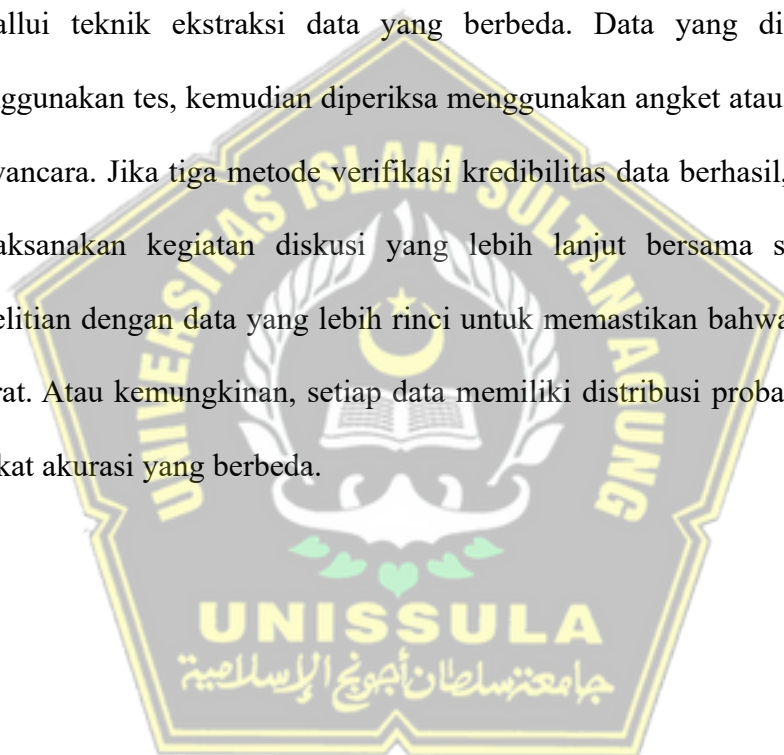 allui teknik ekstraksi data yang berbeda. Data yang di
ggunakan tes, kemudian diperiksa menggunakan angket atau
vancara. Jika tiga metode verifikasi kredibilitas data berhasil,
aksanakan kegiatan diskusi yang lebih lanjut bersama s
elitian dengan data yang lebih rinci untuk memastikan bahwa
rat. Atau kemungkinan, setiap data memiliki distribusi proba
kat akurasi yang berbeda.
UNIVERSITAS ISLAM SULTAN AGUNG
UNISSULA
جامعتنسلطان أجونج الإسلامية